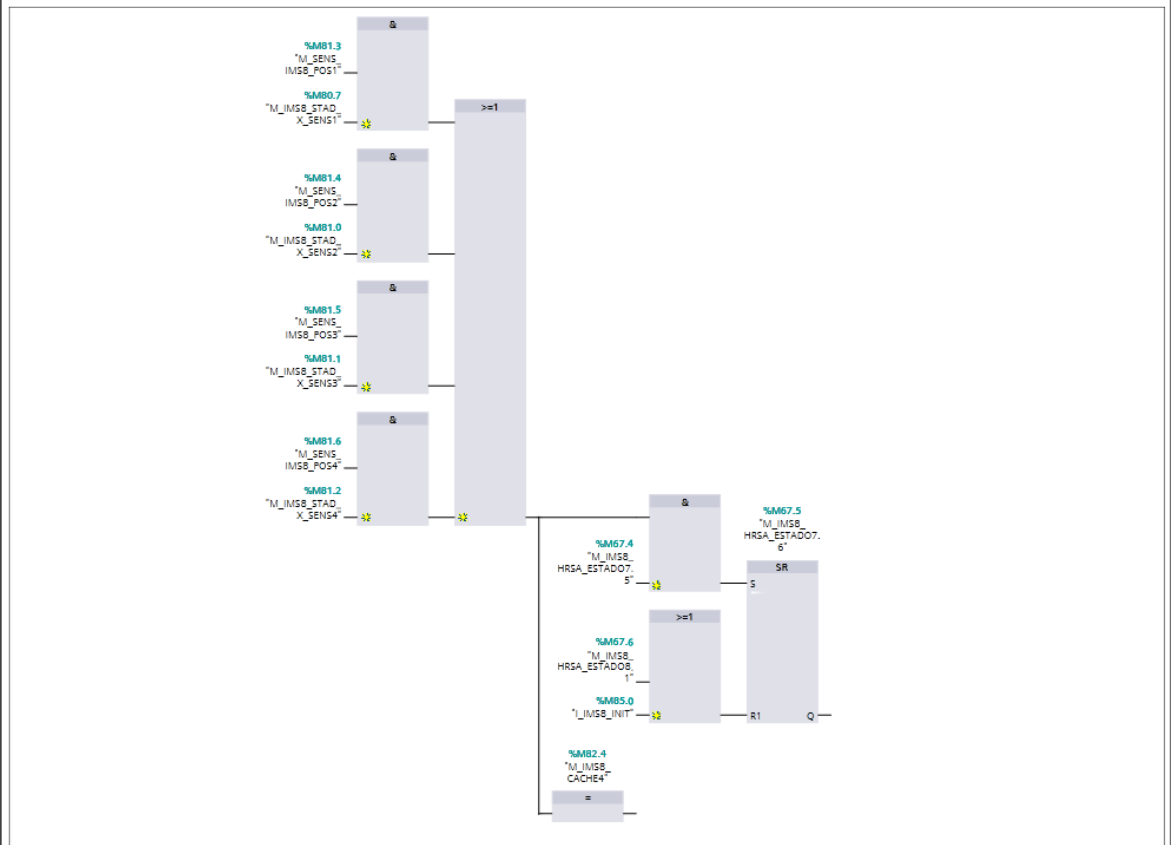 &
%M81.3
"M_SENS_
IMS8_POS1"
%M80.7
"M_IMS8_STAD_
X_SENS1"
>=1
&
%M81.4
"M_SENS_
IMS8_POS2"
%M81.0
"M_IMS8_STAD_
X_SENS2"
&
%M81.5
"M_SENS_
IMS8_POS3"
%M81.1
"M_IMS8_STAD_
X_SENS3"
&
%M81.6
"M_SENS_
IMS8_POS4"
%M81.2
"M_IMS8_STAD_
X_SENS4"
&
%M67.4
"M_IMS8_
HRSA_ESTADO7.
5"
%M67.5
"M_IMS8_
HRSA_ESTADO7.
6"
SR
S
>=1
%M67.6
"M_IMS8_
HRSA_ESTADO8.
1"
%M85.0
"I_IMS8_INIT"
R1 Q
%M82.4
"M_IMS8_
CACHE4"
=